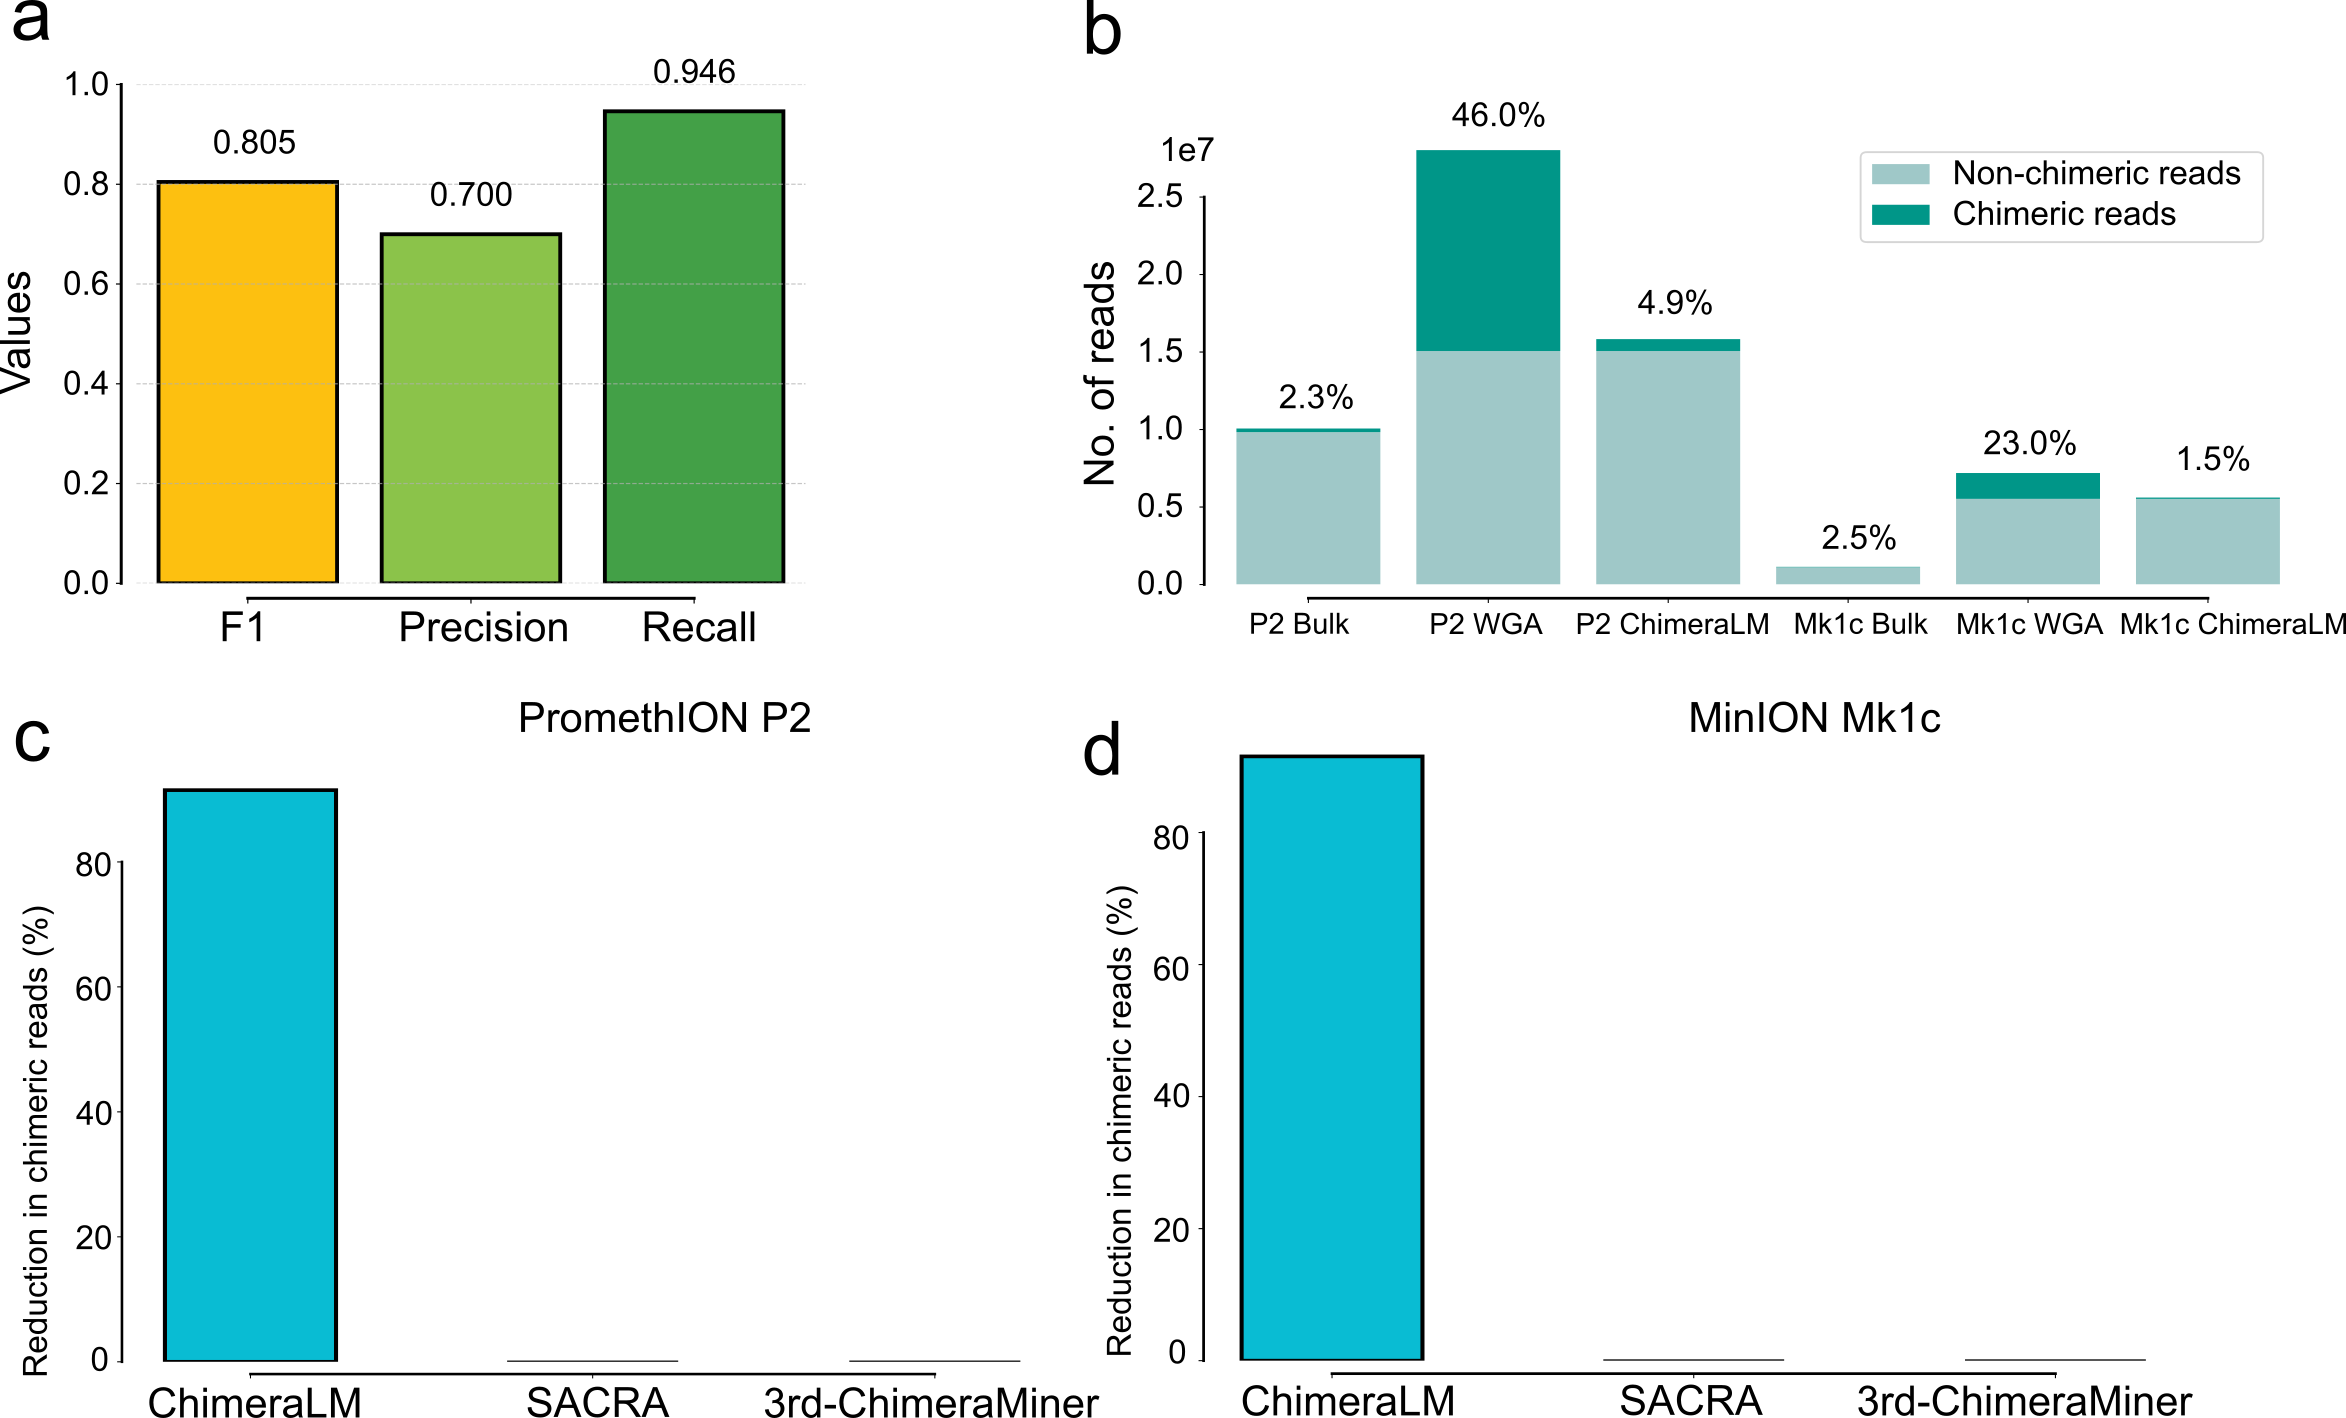 a
Values
1.0
0.8
0.6
0.4
0.2
0.0
0.805
0.700
0.946
F1
Precision
Recall
b
1e7
No. of reads
2.5
2.0
1.5
1.0
0.5
0.0
2.3%
46.0%
4.9%
2.5%
23.0%
1.5%
Non-chimeric reads
Chimeric reads
P2 Bulk
P2 WGA
P2 ChimeraLM
Mk1c Bulk
Mk1c WGA
Mk1c ChimeraLM
c
PromethION P2
Reduction in chimeric reads (%)
80
60
40
20
0
ChimeraLM
SACRA
3rd-ChimeraMiner
d
MinION Mk1c
Reduction in chimeric reads (%)
80
60
40
20
0
ChimeraLM
SACRA
3rd-ChimeraMiner